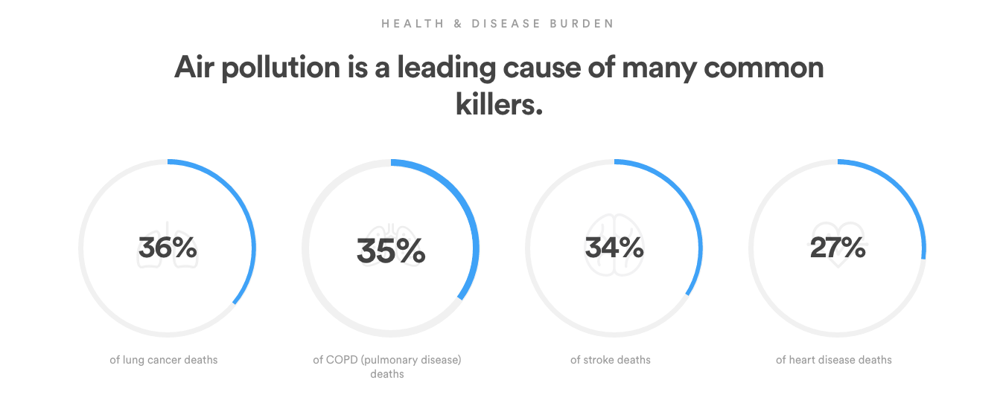 HEALTH & DISEASE BURDEN
Air pollution is a leading cause of many common
killers.
36%
35%
34%
27%
of lung cancer deaths
of COPD (pulmonary disease)
deaths
of stroke deaths
of heart disease deaths